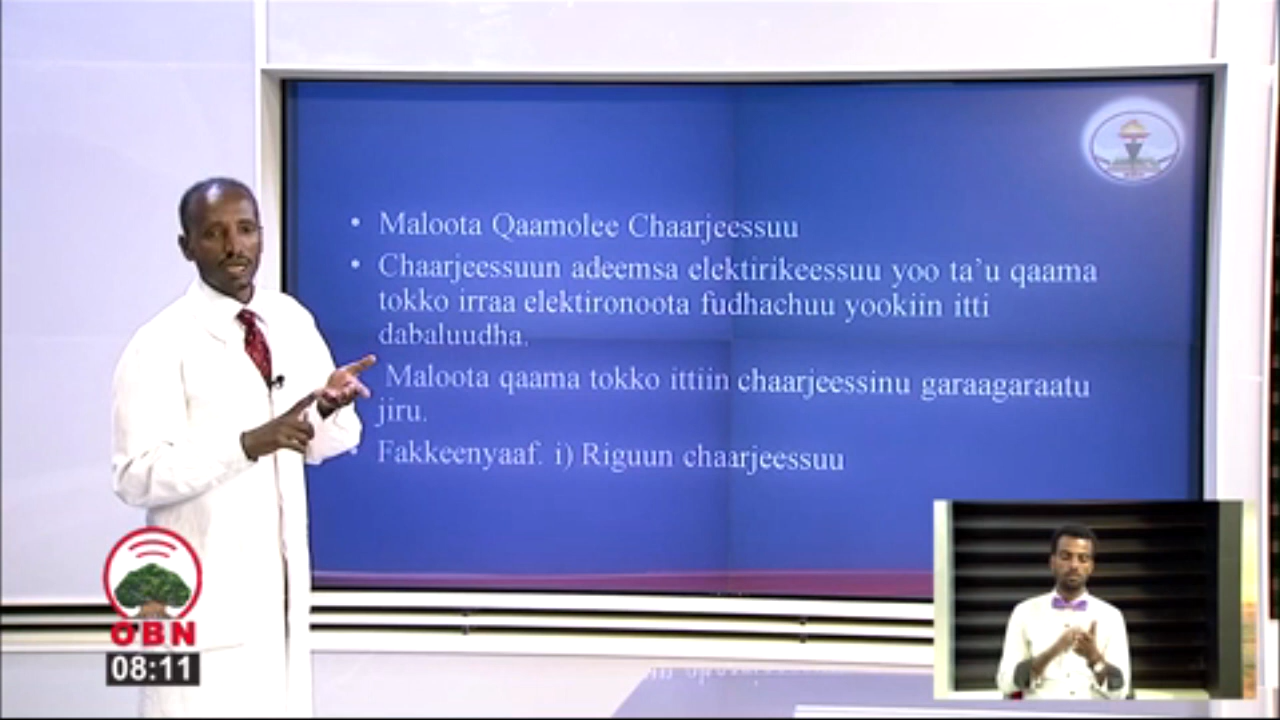 • Maloota Qaamolee Chaarjeessuu
• Chaarjeessuun adeemsa elektirikeessuu yoo ta'u qaama
tokko irraa elektironoota fudhachuu yookiin itti
dabaluudha.
Maloota qaama tokko ittiin chaarjeessinu garaagaraatu
jiru.
• Fakkeenyaaf. i) Riguun chaarjeessuu
OBN
08:11